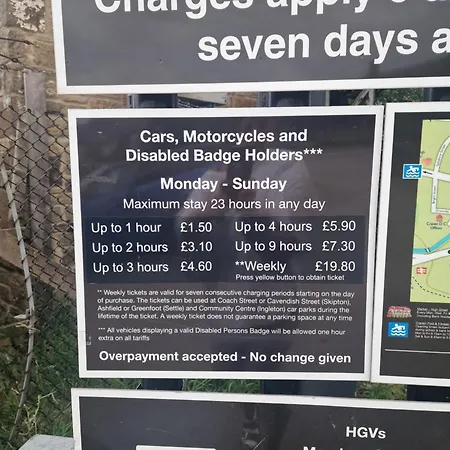 Charges apply
seven days a
Cars, Motorcycles and
Disabled Badge Holders***
Monday - Sunday
Maximum stay 23 hours in any day
Up to 1 hour £1.50 Up to 4 hours £5.90
Up to 2 hours £3.10 Up to 9 hours £7.30
Up to 3 hours £4.60 **Weekly £19.80
Press yellow button to obtain ticket
** Weekly tickets are valid for seven consecutive charging periods starting on the day
of purchase. The tickets can be used at Coach Street or Cavendish Street (Skipton),
Ashfield or Greenfoot (Settle) and Community Centre (Ingleton) car parks during the
lifetime of the ticket. A weekly ticket does not guarantee a parking space at any time
*** All vehicles displaying a valid Disabled Persons Badge will be allowed one hour
extra on all tariffs
Overpayment accepted - No change given
HGVs